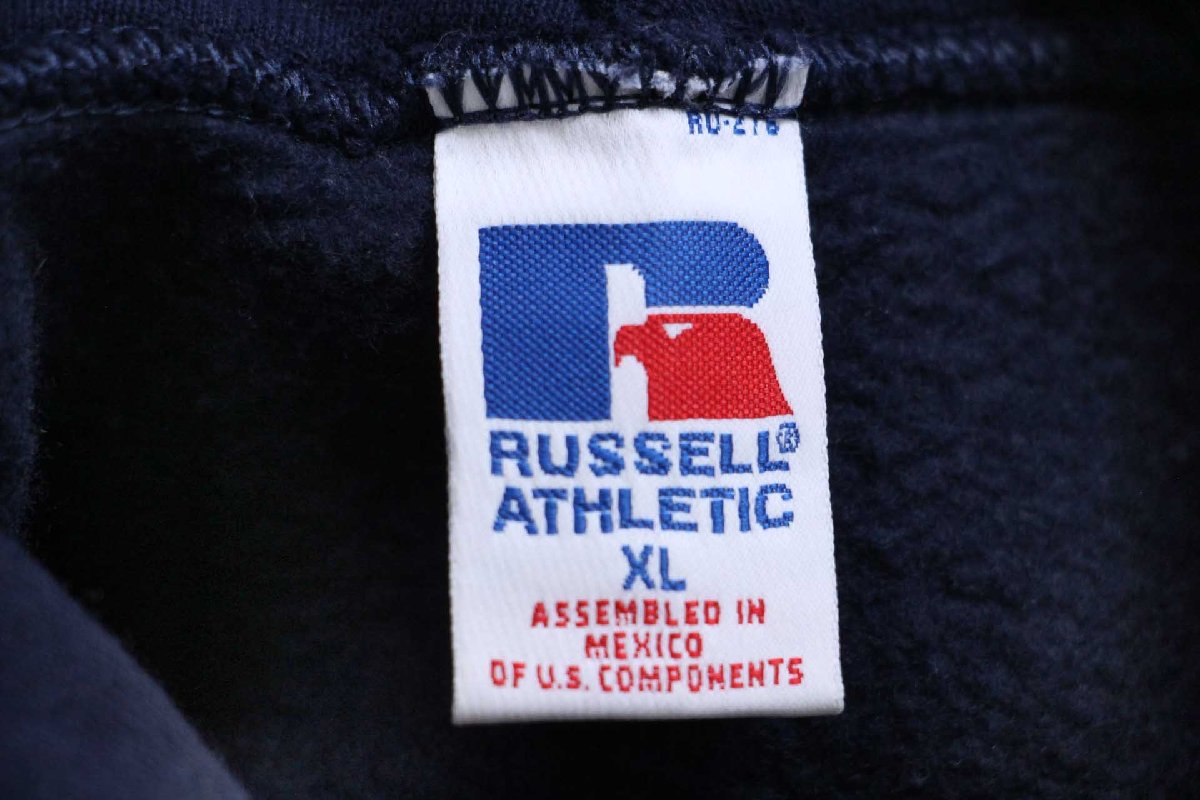 RUSSELL®
ATHLETIC
XL
ASSEMBLED IN
MEXICO
OF U.S. COMPONENTS